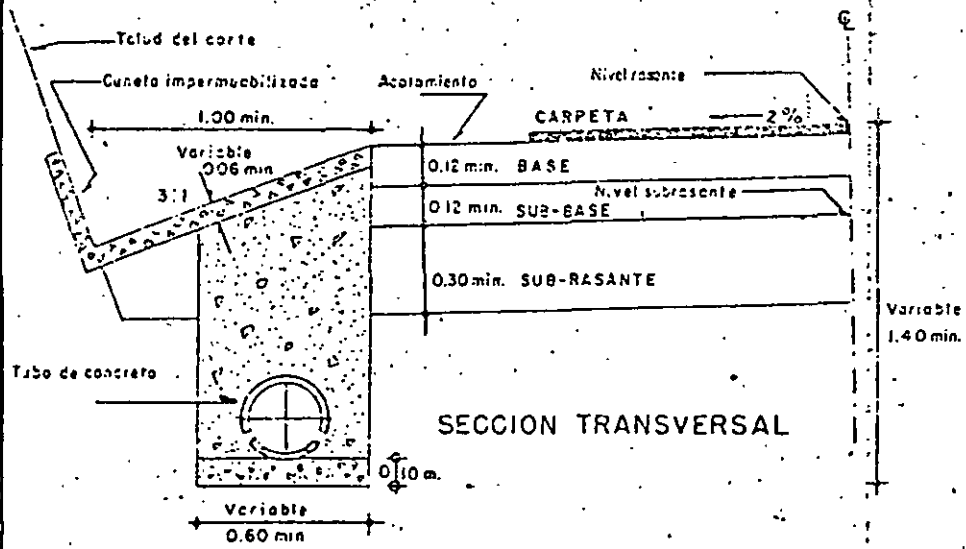 ℄
Talud del corte
Cuneta impermeabilizada
Acotamiento
Nivel rasante
1.00 min.
CARPETA
2%
Variable
0.06 min
3:1
0.12 min. BASE
Nivel subrasante
0.12 min. SUB-BASE
0.30 min. SUB-RASANTE
Variable
1.40 min.
Tubo de concreto
SECCION TRANSVERSAL
0.10 m.
Variable
0.60 min